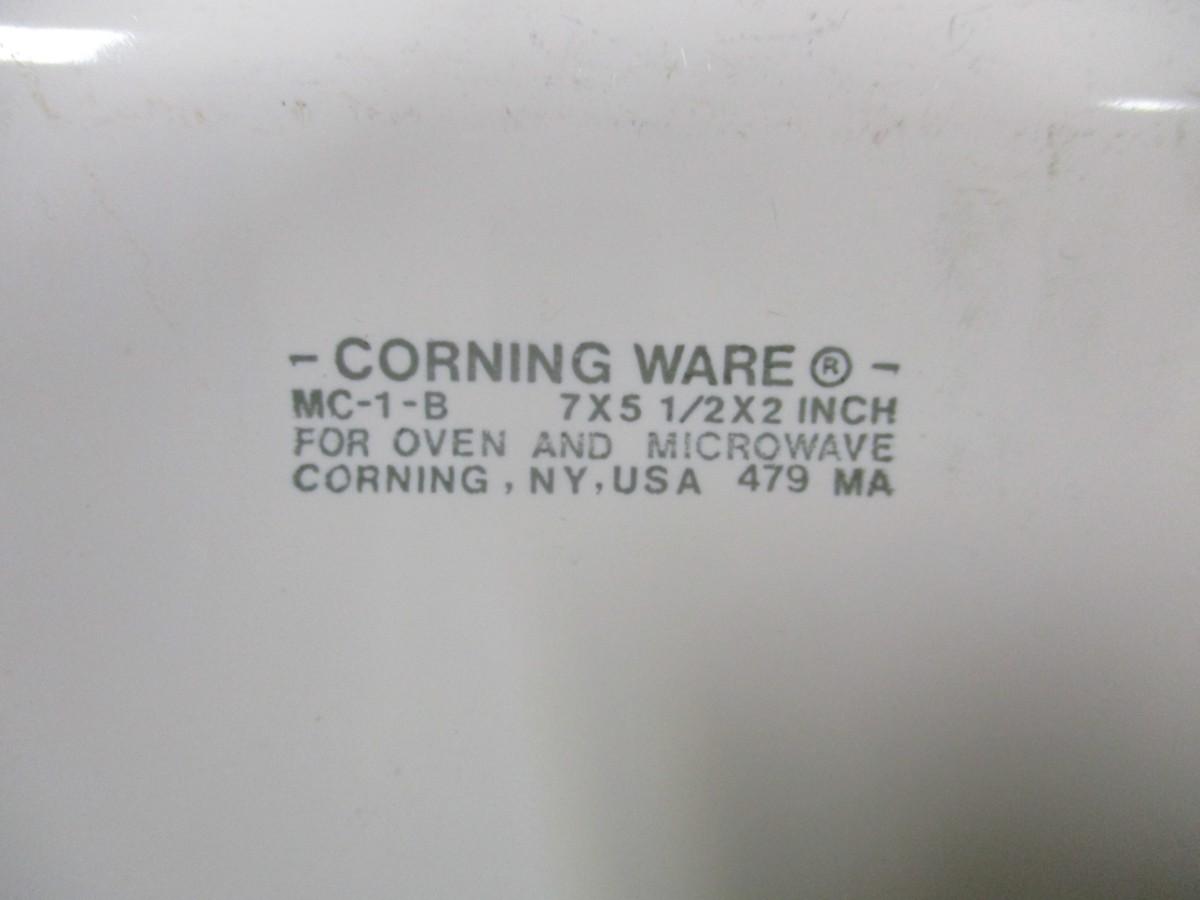 - CORNING WARE ® -
MC-1-B 7X5 1/2X2 INCH
FOR OVEN AND MICROWAVE
CORNING, NY, USA 479 MA